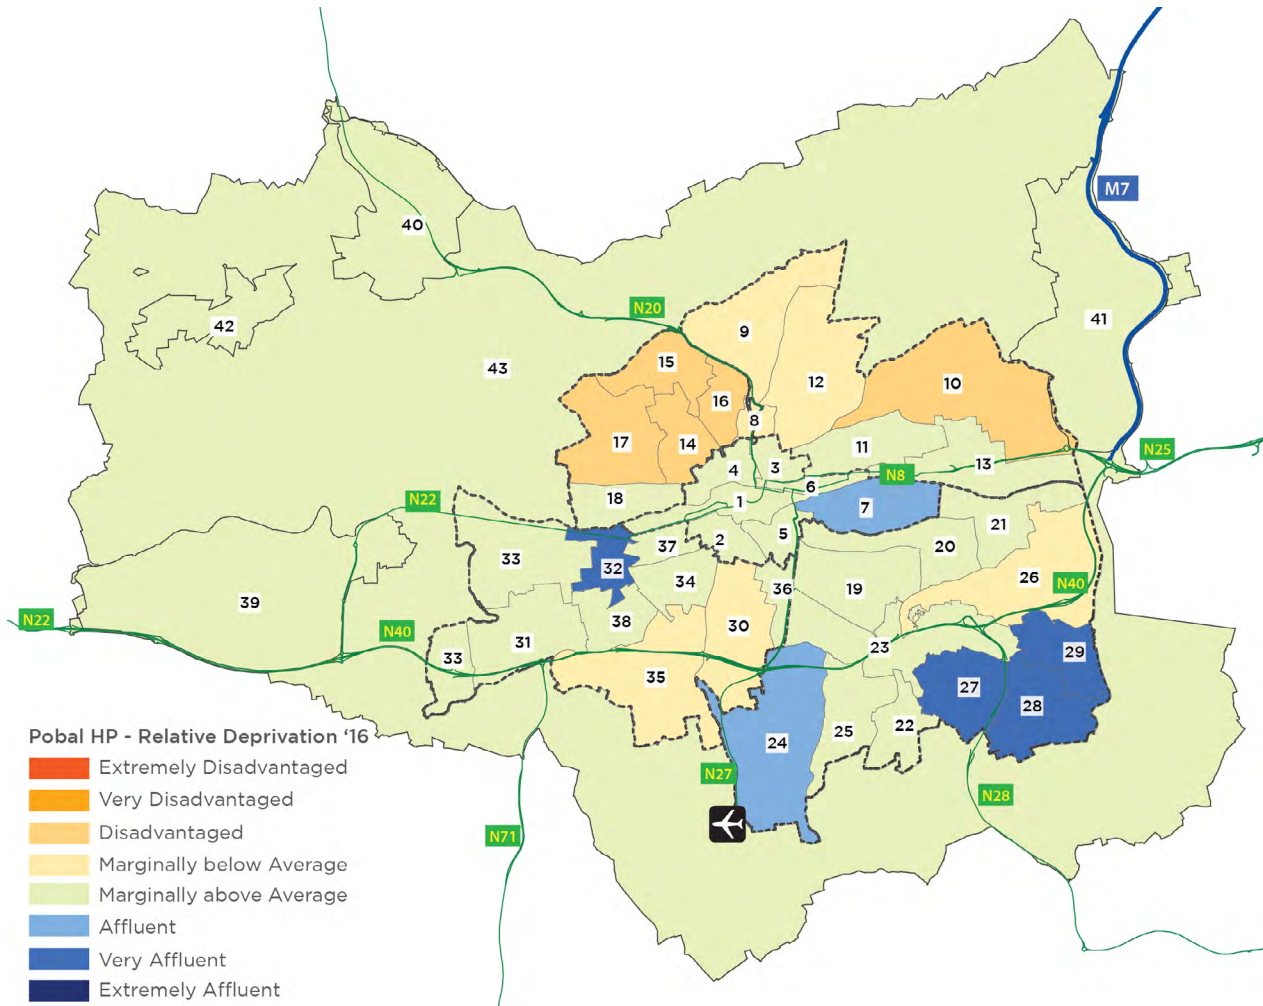 M7
40
N20
42
9
41
15
43
12
10
16
8
17
14
11
N25
4
3
13
N8
18
6
N22
1
7
21
5
2
20
37
33
32
34
26
N40
36
19
39
N22
38
30
N40
31
23
29
33
35
27
28
22
25
24
Pobal HP - Relative Deprivation ‘16
Extremely Disadvantaged
N27
N28
Very Disadvantaged
Disadvantaged
N71
Marginally below Average
Marginally above Average
Affluent
Very Affluent
Extremely Affluent